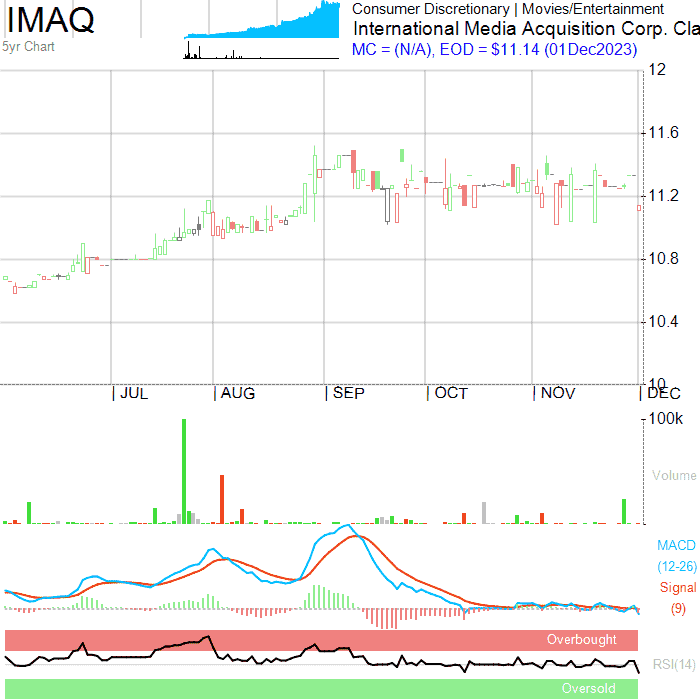 IMAQ
5yr Chart
Consumer Discretionary | Movies/Entertainment
International Media Acquisition Corp. Cla
MC = (N/A), EOD = $11.14 (01Dec2023)
12
11.6
11.2
10.8
10.4
10
| JUL | AUG | SEP | OCT | NOV | DEC
100k
Volume
MACD
(12-26)
Signal
(9)
Overbought
RSI(14)
Oversold